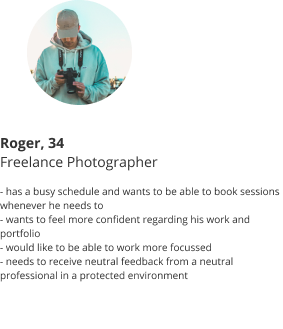 Roger, 34
Freelance Photographer
- has a busy schedule and wants to be able to book sessions
whenever he needs to
- wants to feel more confident regarding his work and
portfolio
- would like to be able to work more focussed
- needs to receive neutral feedback from a neutral
professional in a protected environment